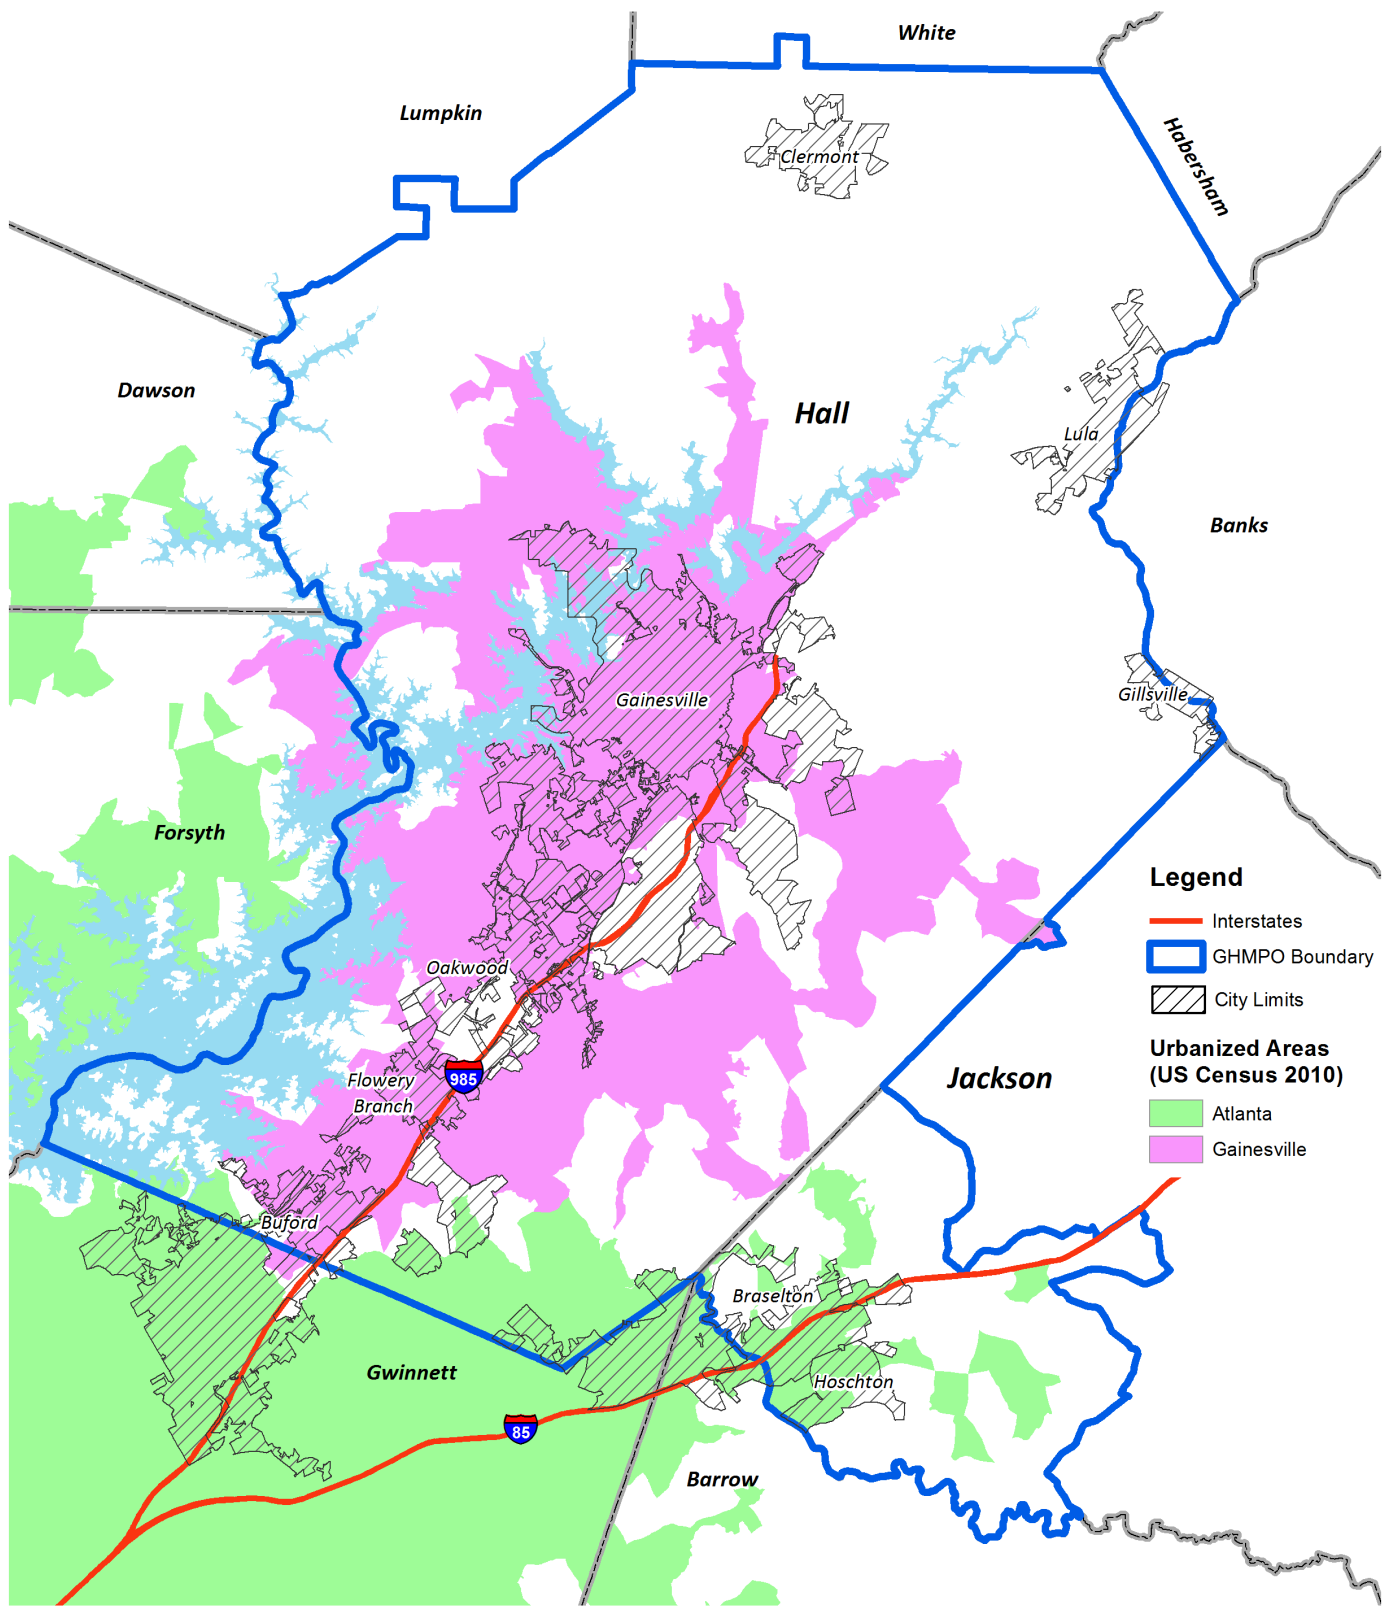 White
Lumpkin
Habersham
Clermont
Dawson
Hall
Lula
Banks
Gainesville
Gillsville
Forsyth
Legend
Interstates
GHMPO Boundary
City Limits
Urbanized Areas
(US Census 2010)
Atlanta
Gainesville
Oakwood
985
Flowery
Branch
Jackson
Buford
Braselton
Gwinnett
Hoschton
85
Barrow